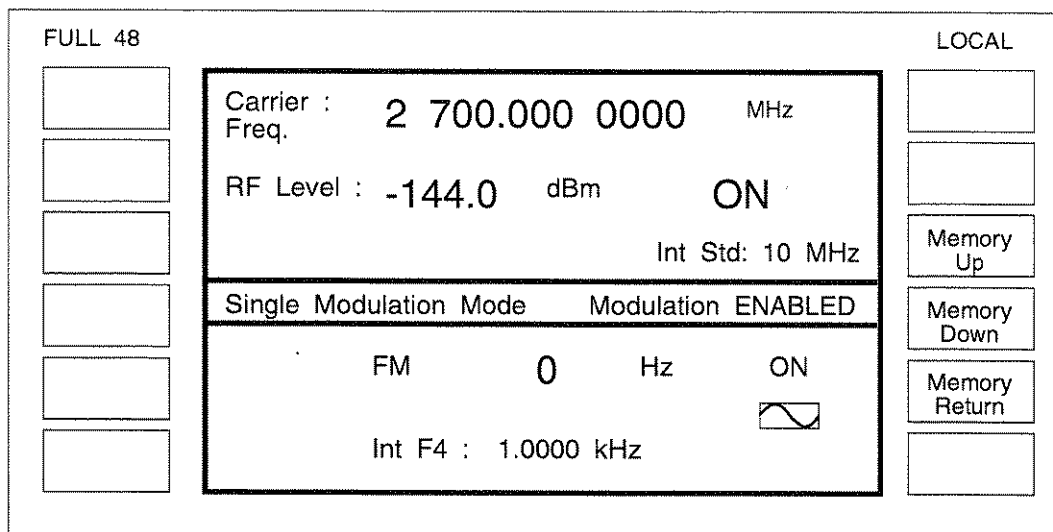 FULL 48
LOCAL
Carrier :
Freq.
2 700.000 0000 MHz
RF Level : -144.0 dBm ON
Int Std: 10 MHz
Single Modulation Mode Modulation ENABLED
FM 0 Hz ON
Int F4 : 1.0000 kHz
Memory
Up
Memory
Down
Memory
Return